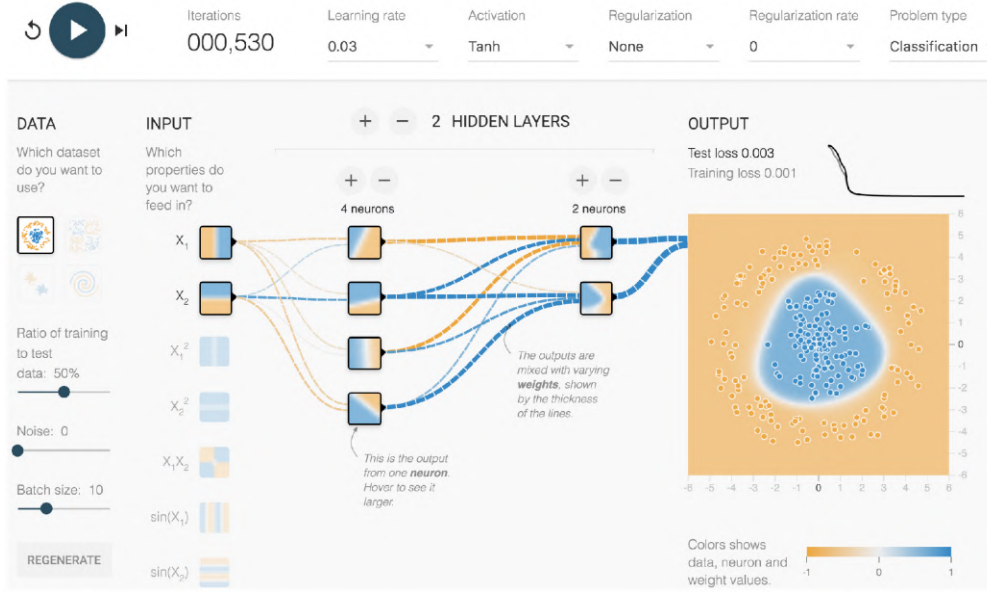 Iterations
000,530
Learning rate
0.03
Activation
Tanh
Regularization
None
Regularization rate
0
Problem type
Classification
DATA
Which dataset
do you want to
use?
Ratio of training
to test
data: 50%
Noise: 0
Batch size: 10
REGENERATE
INPUT
Which
properties do
you want to
feed in?
X₁
X₂
X₁²
X₂²
X₁X₂
sin(X₁)
sin(X₂)
+ − 2 HIDDEN LAYERS
+ −
4 neurons
+ −
2 neurons
This is the output
from one neuron.
Hover to see it
larger.
The outputs are
mixed with varying
weights, shown
by the thickness
of the lines.
OUTPUT
Test loss 0.003
Training loss 0.001
6
5
4
3
2
1
0
-1
-2
-3
-4
-5
-6
-6 -5 -4 -3 -2 -1 0 1 2 3 4 5 6
Colors shows
data, neuron and
weight values.
-1 0 1